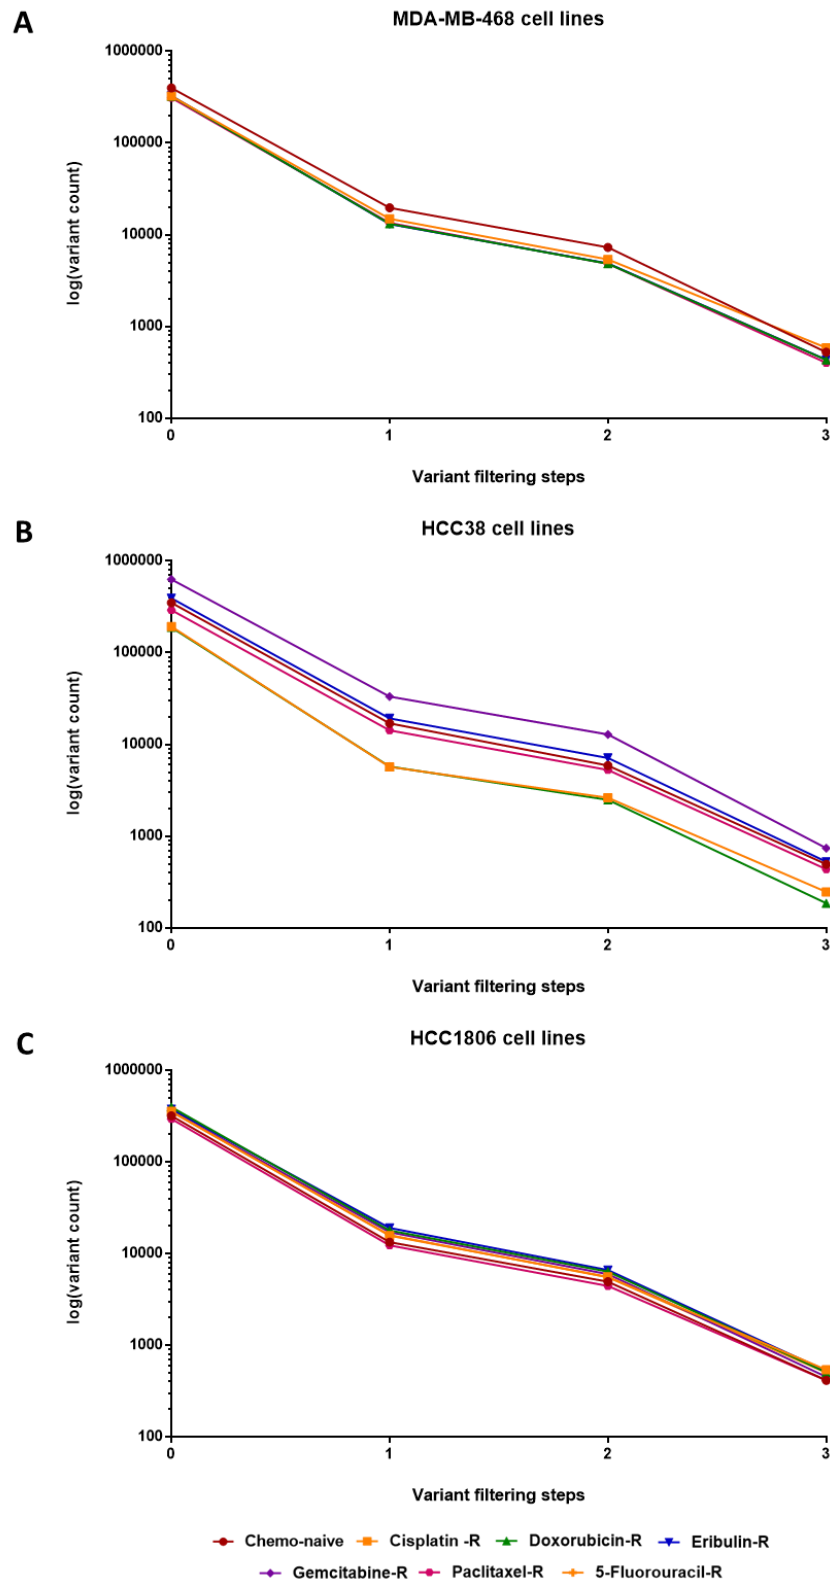 A
MDA-MB-468 cell lines
1000000
100000
10000
1000
100
log(variant count)
0 1 2 3
Variant filtering steps
B
HCC38 cell lines
1000000
100000
10000
1000
100
log(variant count)
0 1 2 3
Variant filtering steps
C
HCC1806 cell lines
1000000
100000
10000
1000
100
log(variant count)
0 1 2 3
Variant filtering steps
Chemo-naive Cisplatin -R Doxorubicin-R Eribulin-R
Gemcitabine-R Paclitaxel-R 5-Fluorouracil-R